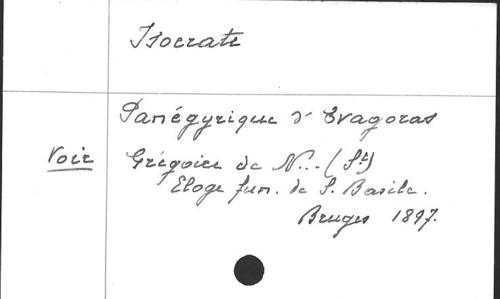 Isocrate
Panégyrique d'Evagoras
Voir Grégoire de N... (St)
Eloge fun. de S. Basile.
Bruges 1897.